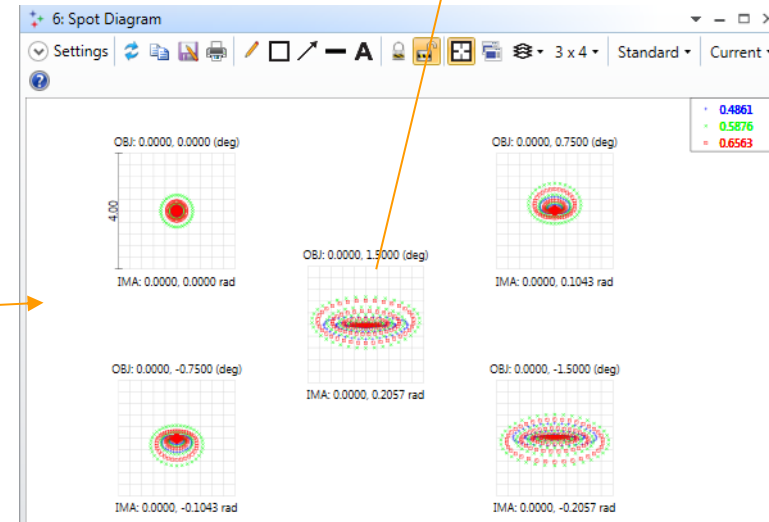 6: Spot Diagram
Settings A 3 x 4 Standard Current
0.4861
0.5876
0.6563
OBJ: 0.0000, 0.0000 (deg)
4.00
IMA: 0.0000, 0.0000 rad
OBJ: 0.0000, 0.7500 (deg)
IMA: 0.0000, 0.1043 rad
OBJ: 0.0000, 1.5000 (deg)
IMA: 0.0000, 0.2057 rad
OBJ: 0.0000, -0.7500 (deg)
IMA: 0.0000, -0.1043 rad
OBJ: 0.0000, -1.5000 (deg)
IMA: 0.0000, -0.2057 rad